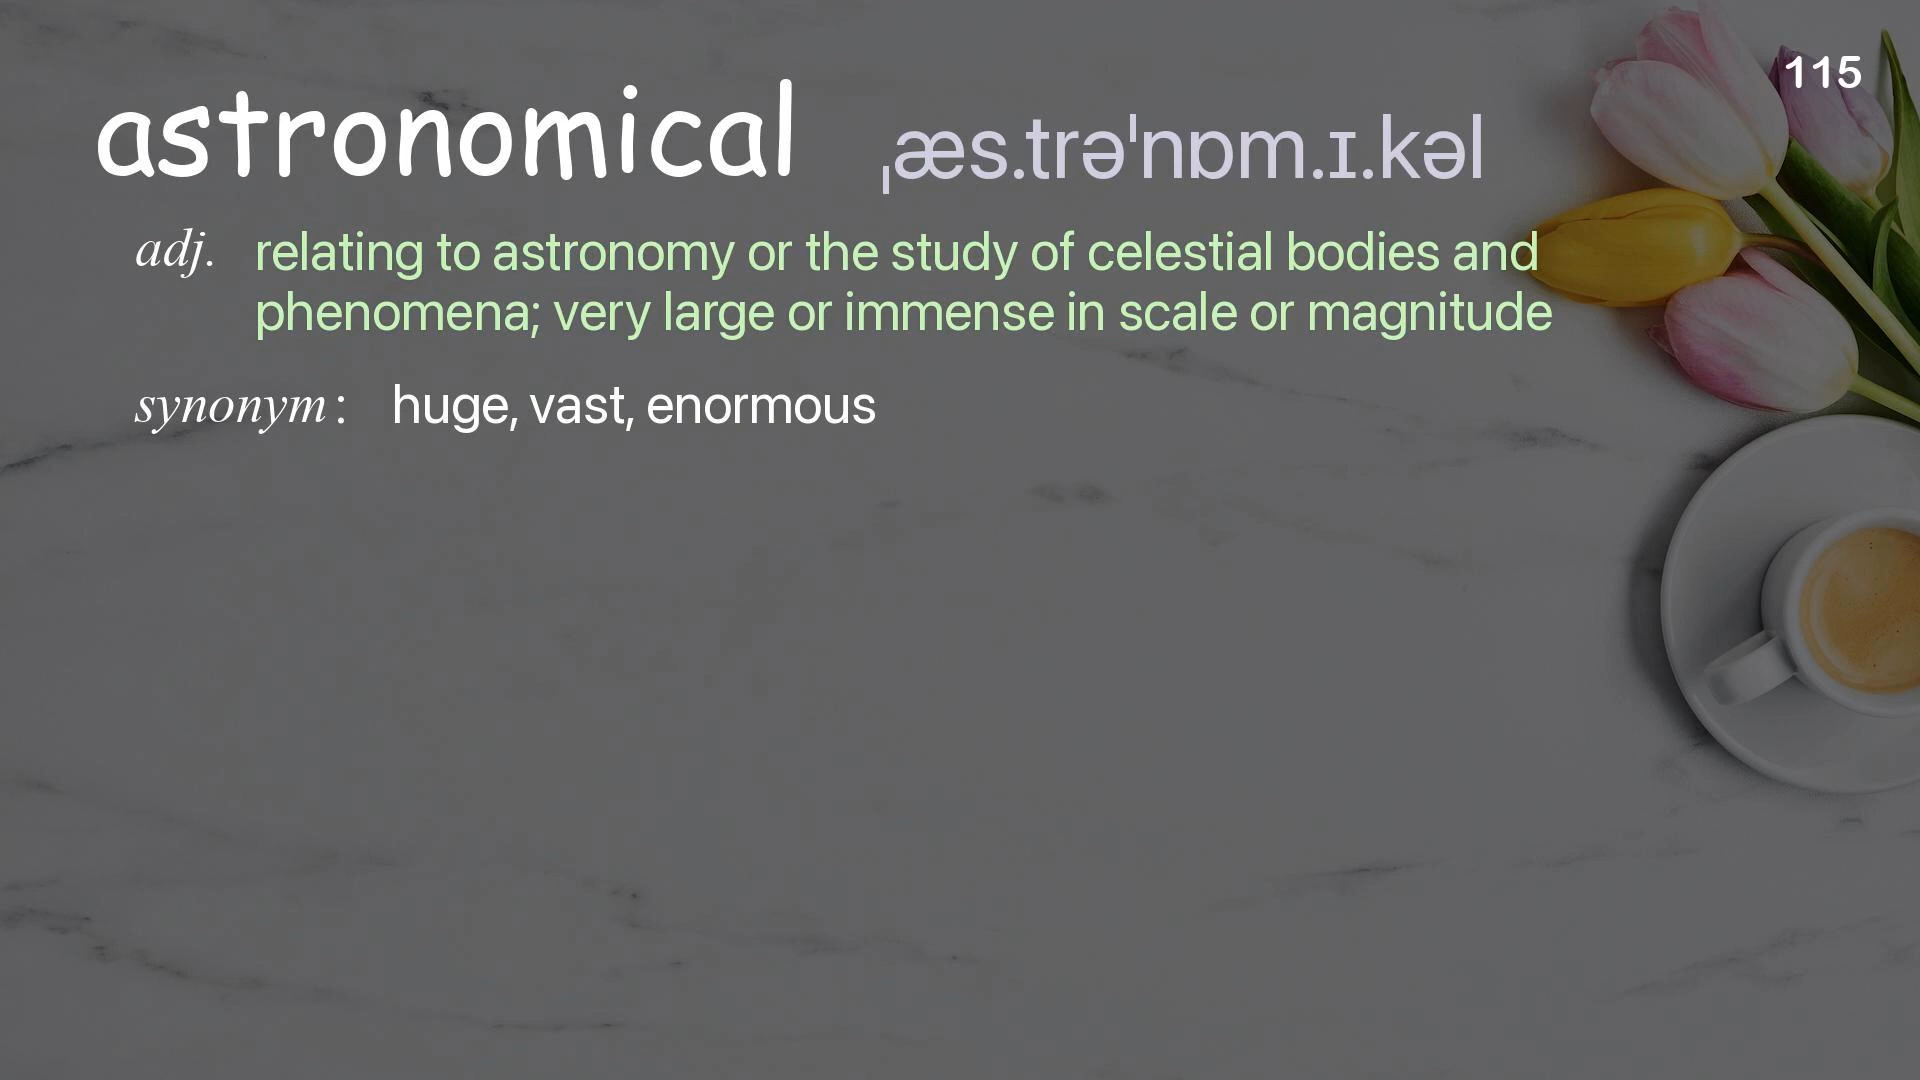 115
astronomical ˌæs.trəˈnɒm.ɪ.kəl
adj. relating to astronomy or the study of celestial bodies and
phenomena; very large or immense in scale or magnitude
synonym: huge, vast, enormous